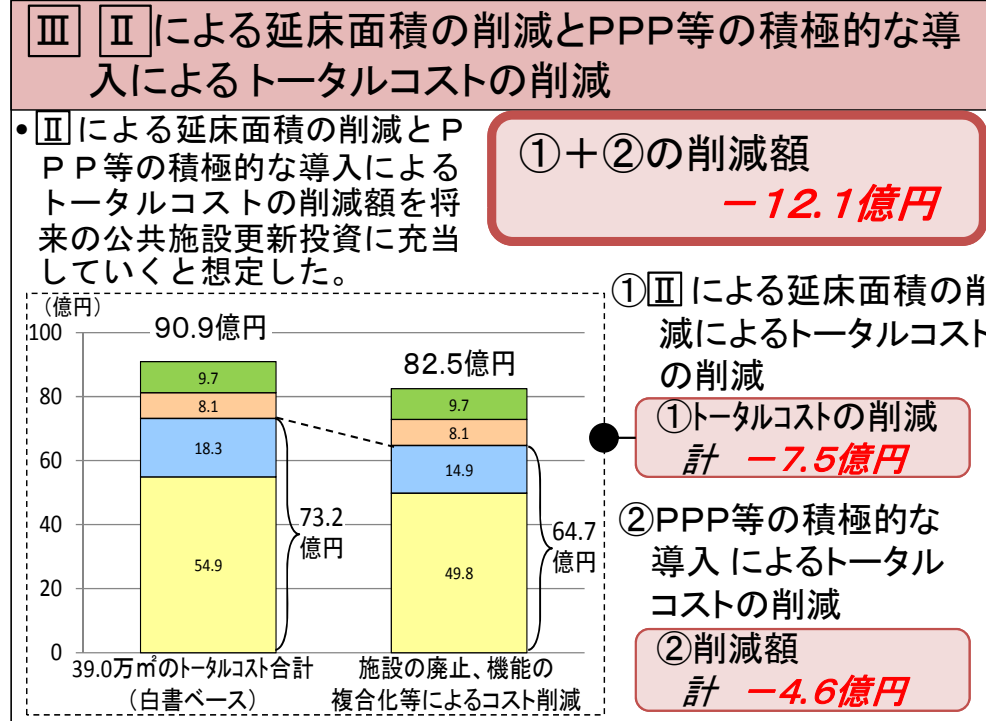 Ⅲ Ⅱによる延床面積の削減とPPP等の積極的な導
入によるトータルコストの削減
•Ⅱによる延床面積の削減とP
PP等の積極的な導入による
トータルコストの削減額を将
来の公共施設更新投資に充当
していくと想定した。
①+②の削減額
-12.1億円
(億円)
100
80
60
40
20
0
90.9億円
9.7
8.1
18.3
54.9
73.2
億円
82.5億円
9.7
8.1
14.9
49.8
64.7
億円
39.0万㎡のトータルコスト合計
(白書ベース)
施設の廃止、機能の
複合化等によるコスト削減
①Ⅱによる延床面積の削
減によるトータルコスト
の削減
①トータルコストの削減
計 -7.5億円
②PPP等の積極的な
導入 によるトータル
コストの削減
②削減額
計 -4.6億円